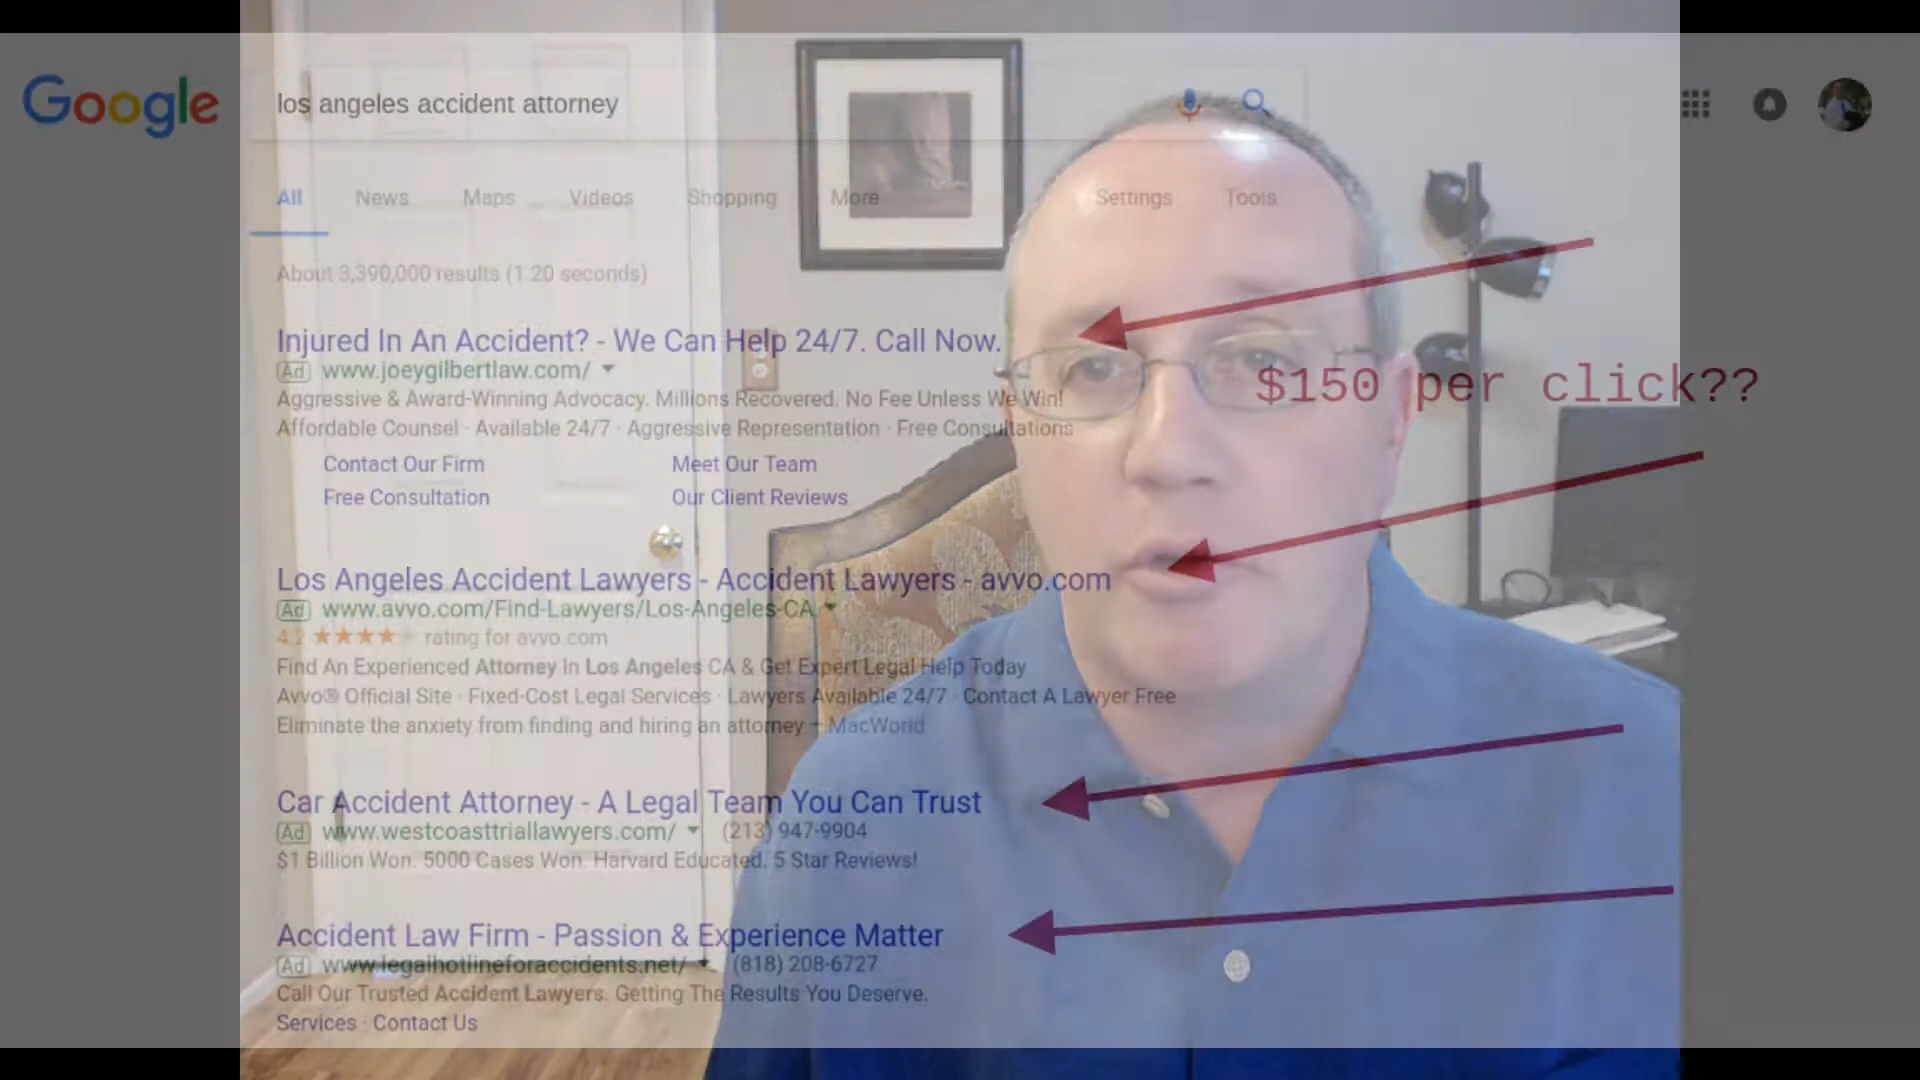 Google
los angeles accident attorney
All News Maps Videos Shopping More Settings Tools
About 3,390,000 results (1.20 seconds)
Injured In An Accident? - We Can Help 24/7. Call Now.
Ad www.joeygilbertlaw.com/
$150 per click??
Aggressive & Award-Winning Advocacy. Millions Recovered. No Fee Unless We Win!
Affordable Counsel · Available 24/7 · Aggressive Representation · Free Consultations
Contact Our Firm Meet Our Team
Free Consultation Our Client Reviews
Los Angeles Accident Lawyers - Accident Lawyers - avvo.com
Ad www.avvo.com/Find-Lawyers/Los-Angeles-CA
4.2 ★★★★★ rating for avvo.com
Find An Experienced Attorney In Los Angeles CA & Get Expert Legal Help Today
Avvo® Official Site · Fixed-Cost Legal Services · Lawyers Available 24/7 · Contact A Lawyer Free
Eliminate the anxiety from finding and hiring an attorney – MacWorld
Car Accident Attorney - A Legal Team You Can Trust
Ad www.westcoasttriallawyers.com/ (213) 947-9904
$1 Billion Won. 5000 Cases Won. Harvard Educated. 5 Star Reviews!
Accident Law Firm - Passion & Experience Matter
Ad www.legalhotlineforaccidents.net/ (818) 208-6727
Call Our Trusted Accident Lawyers. Getting The Results You Deserve.
Services · Contact Us